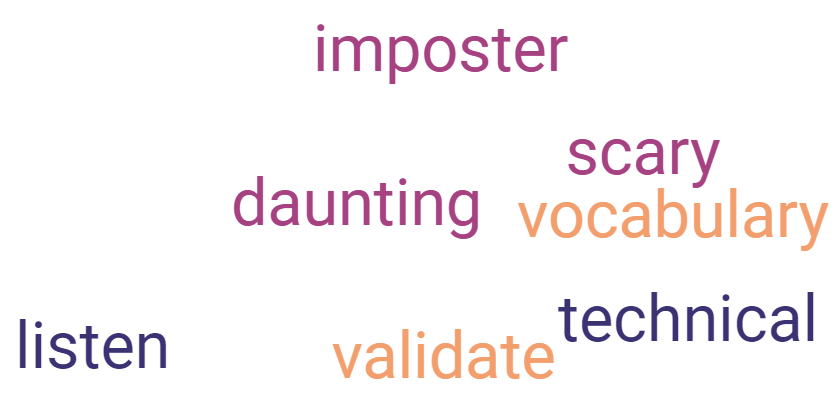 imposter
scary
daunting
vocabulary
technical
listen
validate